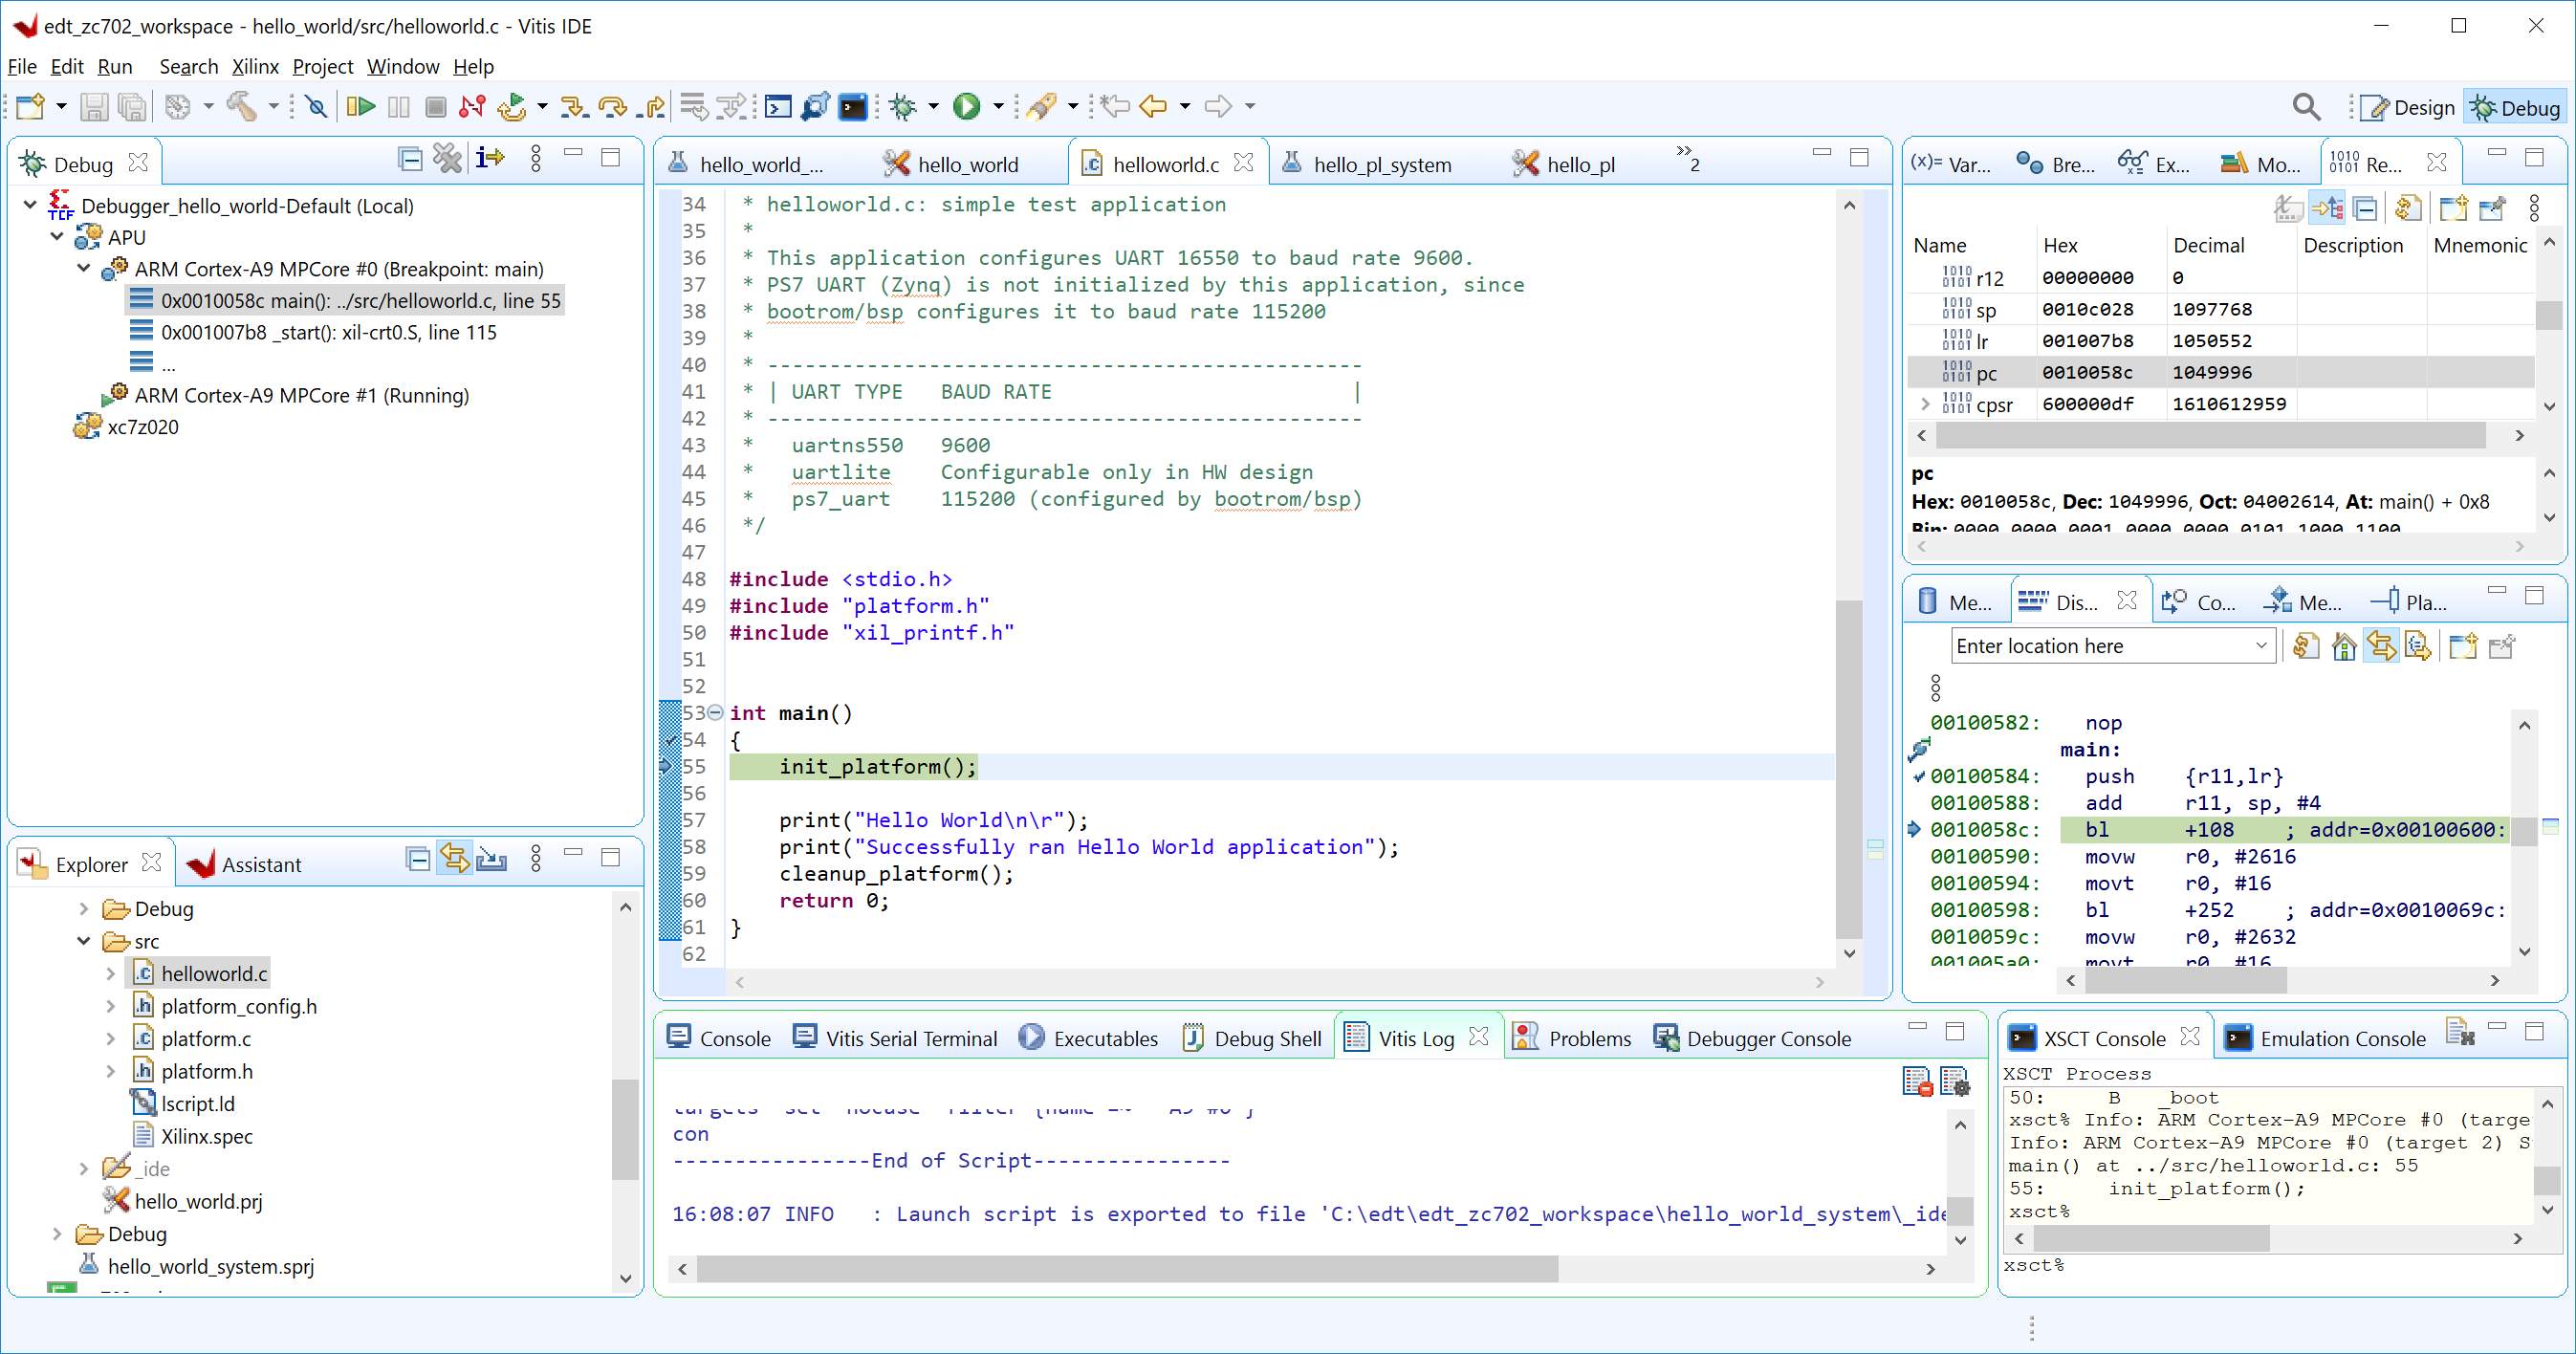 edt_zc702_workspace - hello_world/src/helloworld.c - Vitis IDE
File Edit Run Search Xilinx Project Window Help
Design Debug
Debug
Debugger_hello_world-Default (Local)
APU
ARM Cortex-A9 MPCore #0 (Breakpoint: main)
0x0010058c main(): ../src/helloworld.c, line 55
0x001007b8 _start(): xil-crt0.S, line 115
...
ARM Cortex-A9 MPCore #1 (Running)
xc7z020
Explorer Assistant
Debug
src
helloworld.c
platform_config.h
platform.c
platform.h
lscript.ld
Xilinx.spec
_ide
hello_world.prj
Debug
hello_world_system.sprj
hello_world_... hello_world helloworld.c hello_pl_system hello_pl »2
34 * helloworld.c: simple test application
35 *
36 * This application configures UART 16550 to baud rate 9600.
37 * PS7 UART (Zynq) is not initialized by this application, since
38 * bootrom/bsp configures it to baud rate 115200
39 *
40 * ------------------------------------------------
41 * | UART TYPE   BAUD RATE                        |
42 * ------------------------------------------------
43 *   uartns550   9600
44 *   uartlite    Configurable only in HW design
45 *   ps7_uart    115200 (configured by bootrom/bsp)
46 */
47
48 #include <stdio.h>
49 #include "platform.h"
50 #include "xil_printf.h"
51
52
53 int main()
54 {
55     init_platform();
56
57     print("Hello World\n\r");
58     print("Successfully ran Hello World application");
59     cleanup_platform();
60     return 0;
61 }
62
(x)= Var... Bre... Ex... Mo... Re...
Name Hex Decimal Description Mnemonic
r12 00000000 0
sp 0010c028 1097768
lr 001007b8 1050552
pc 0010058c 1049996
cpsr 600000df 1610612959
pc
Hex: 0010058c, Dec: 1049996, Oct: 04002614, At: main() + 0x8
Bin: 0000 0000 0001 0000 0000 0101 1000 1100
Me... Dis... Co... Me... Pla...
Enter location here
00100582: nop
main:
00100584: push {r11,lr}
00100588: add r11, sp, #4
0010058c: bl +108 ; addr=0x00100600:
00100590: movw r0, #2616
00100594: movt r0, #16
00100598: bl +252 ; addr=0x0010069c:
0010059c: movw r0, #2632
001005a0: movt r0, #16
Console Vitis Serial Terminal Executables Debug Shell Vitis Log Problems Debugger Console
con
----------------End of Script----------------
16:08:07 INFO : Launch script is exported to file 'C:\edt\edt_zc702_workspace\hello_world_system\_ide
XSCT Console Emulation Console
XSCT Process
50: B _boot
xsct% Info: ARM Cortex-A9 MPCore #0 (targe
Info: ARM Cortex-A9 MPCore #0 (target 2) S
main() at ../src/helloworld.c: 55
55: init_platform();
xsct%
xsct%